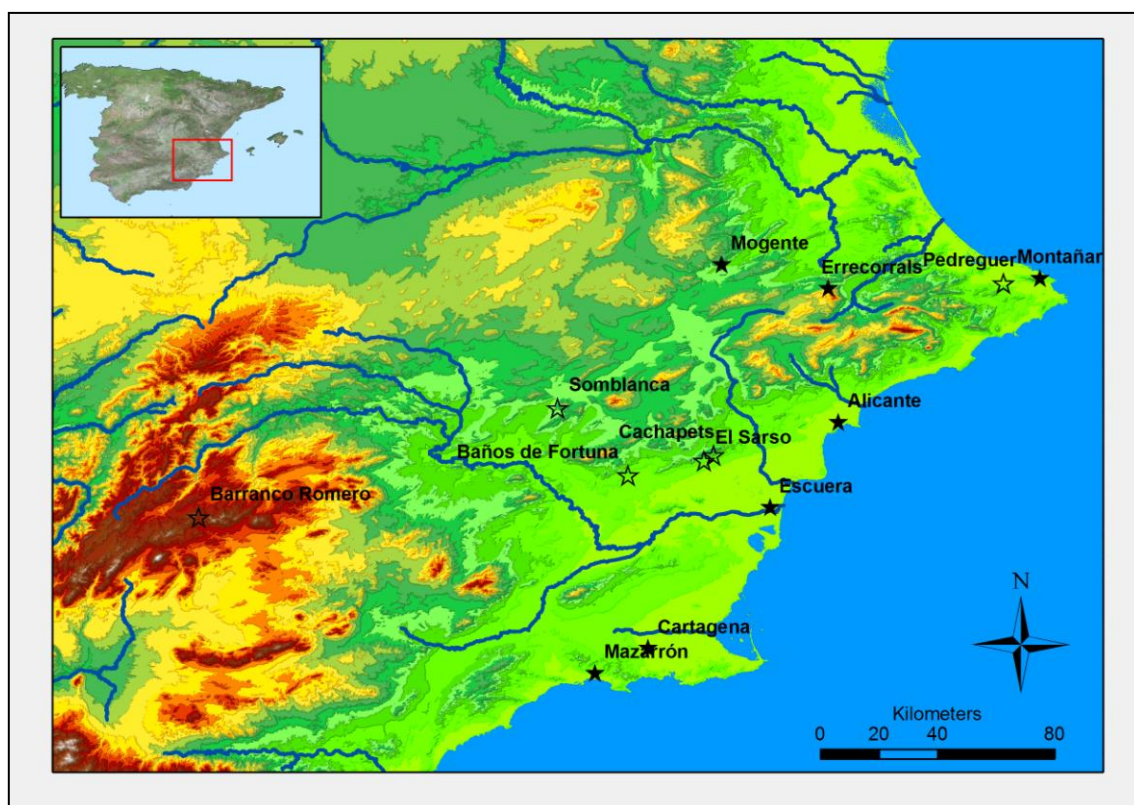 Mogente
Errecorrals
Pedreguer
Montañar
Somblanca
Alicante
Cachapets
El Sarso
Baños de Fortuna
Escuera
Barranco Romero
Cartagena
Mazarrón
N
Kilometers
0 20 40 80